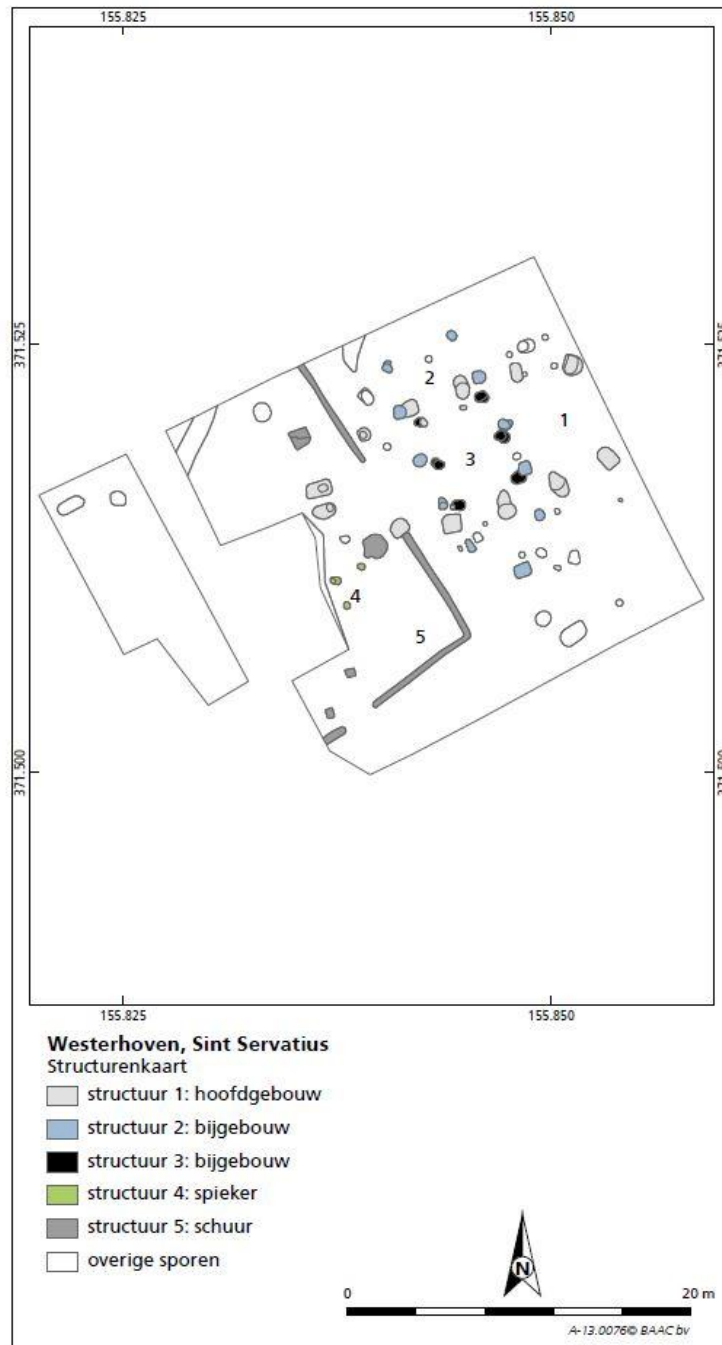 155.825 155.850
371.525 371.525
2
1
3
4
5
371.500 371.500
155.825 155.850
Westerhoven, Sint Servatius
Structurenkaart
structuur 1: hoofdgebouw
structuur 2: bijgebouw
structuur 3: bijgebouw
structuur 4: spieker
structuur 5: schuur
overige sporen
N
0 20 m
A-13.0076© BAAC bv